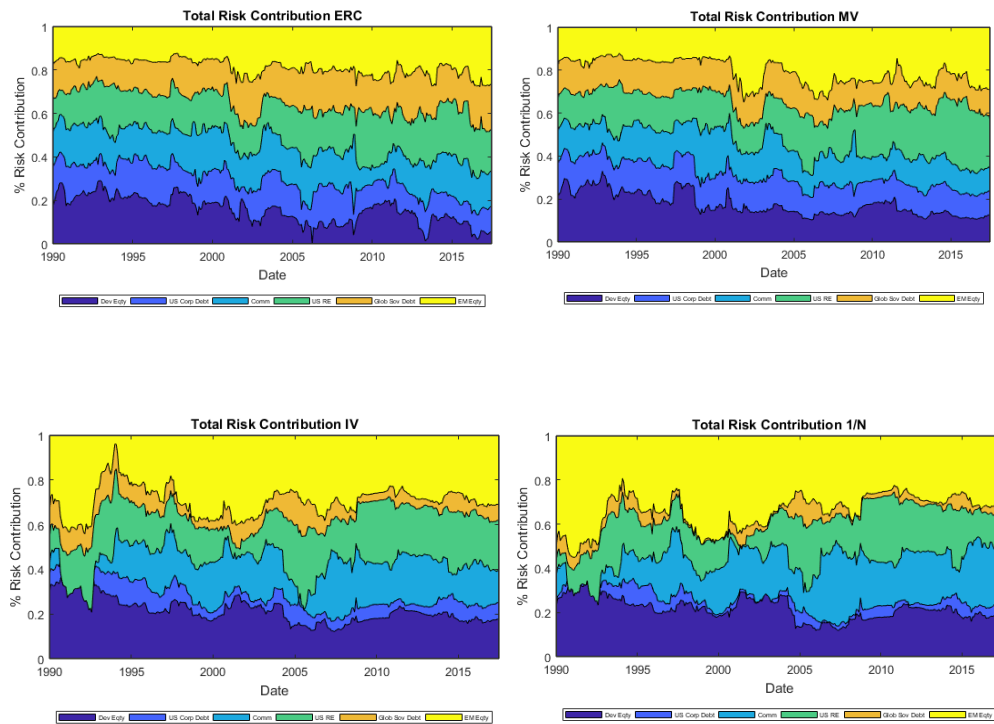 Total Risk Contribution ERC
1
0.8
0.6
0.4
0.2
0
% Risk Contribution
1990 1995 2000 2005 2010 2015
Date
Dev Eqty US Corp Debt Comm US RE Glob Sov Debt EM Eqty
Total Risk Contribution MV
1
0.8
0.6
0.4
0.2
0
% Risk Contribution
1990 1995 2000 2005 2010 2015
Date
Dev Eqty US Corp Debt Comm US RE Glob Sov Debt EM Eqty
Total Risk Contribution IV
1
0.8
0.6
0.4
0.2
0
% Risk Contribution
1990 1995 2000 2005 2010 2015
Date
Dev Eqty US Corp Debt Comm US RE Glob Sov Debt EM Eqty
Total Risk Contribution 1/N
1
0.8
0.6
0.4
0.2
0
% Risk Contribution
1990 1995 2000 2005 2010 2015
Date
Dev Eqty US Corp Debt Comm US RE Glob Sov Debt EM Eqty